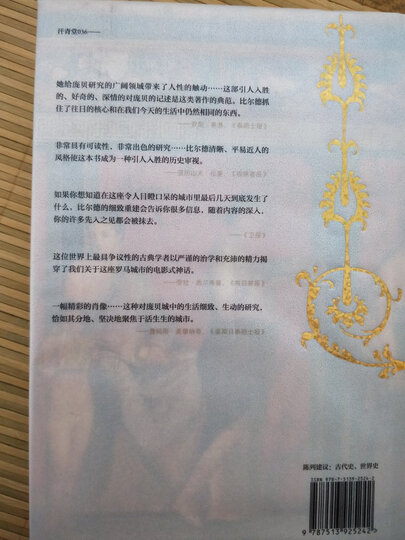 汗青堂036——
她给庞贝研究的广阔领域带来了人性的触动……这部引人入胜
的、好奇的、深情的对庞贝的记述是这类著作的典范。比尔德抓
住了往日的核心和在我们今天的生活中仍然相同的东西。
非常具有可读性、非常出色的研究……比尔德清晰、平易近人的
风格使这本书成为一种引人入胜的历史审视。
如果你想知道在这座令人目瞪口呆的城市里最后几天到底发生了
什么，比尔德的细致重建会告诉你很多信息，随着内容的深入，
你的许多先入之见都会被抹去。
——《卫报》
这位世界上最具争议性的古典学者以严谨的治学和充沛的精力揭
穿了我们关于这座罗马城市的电影式神话。
一幅精彩的肖像……这种对庞贝城中的生活细致、生动的研究，
恰如其分地、坚决地聚焦于活生生的城市。
陈列建议：古代史、世界史
ISBN 978-7-5139-2524-2
9 787513 925242 >